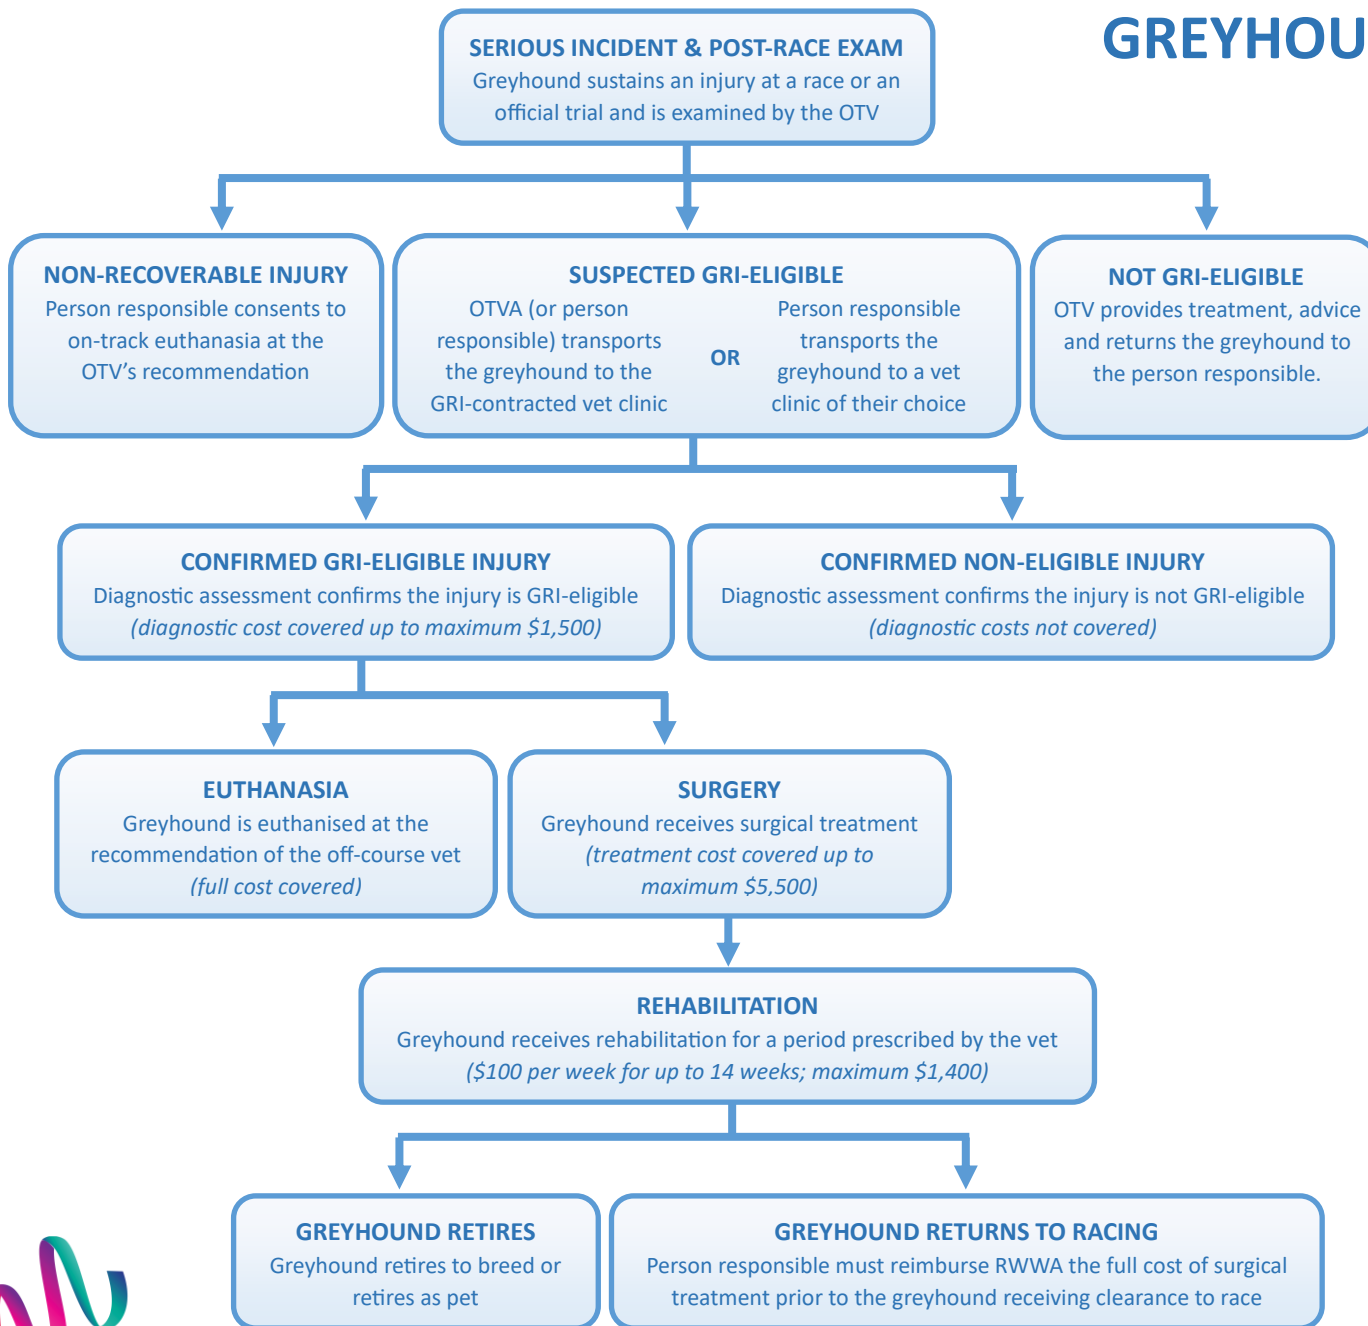 GREYHOU
SERIOUS INCIDENT & POST-RACE EXAM
Greyhound sustains an injury at a race or an
official trial and is examined by the OTV
NON-RECOVERABLE INJURY
Person responsible consents to
on-track euthanasia at the
OTV’s recommendation
SUSPECTED GRI-ELIGIBLE
OTVA (or person
responsible) transports
the greyhound to the
GRI-contracted vet clinic
OR
Person responsible
transports the
greyhound to a vet
clinic of their choice
NOT GRI-ELIGIBLE
OTV provides treatment, advice
and returns the greyhound to
the person responsible.
CONFIRMED GRI-ELIGIBLE INJURY
Diagnostic assessment confirms the injury is GRI-eligible
(diagnostic cost covered up to maximum $1,500)
CONFIRMED NON-ELIGIBLE INJURY
Diagnostic assessment confirms the injury is not GRI-eligible
(diagnostic costs not covered)
EUTHANASIA
Greyhound is euthanised at the
recommendation of the off-course vet
(full cost covered)
SURGERY
Greyhound receives surgical treatment
(treatment cost covered up to
maximum $5,500)
REHABILITATION
Greyhound receives rehabilitation for a period prescribed by the vet
($100 per week for up to 14 weeks; maximum $1,400)
GREYHOUND RETIRES
Greyhound retires to breed or
retires as pet
GREYHOUND RETURNS TO RACING
Person responsible must reimburse RWWA the full cost of surgical
treatment prior to the greyhound receiving clearance to race